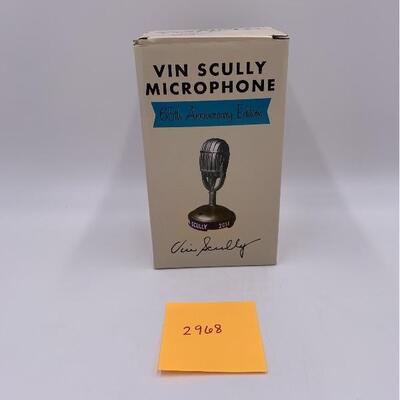 VIN SCULLY
MICROPHONE
65th Anniversary Edition
SCULLY 2014
Vin Scully
2968